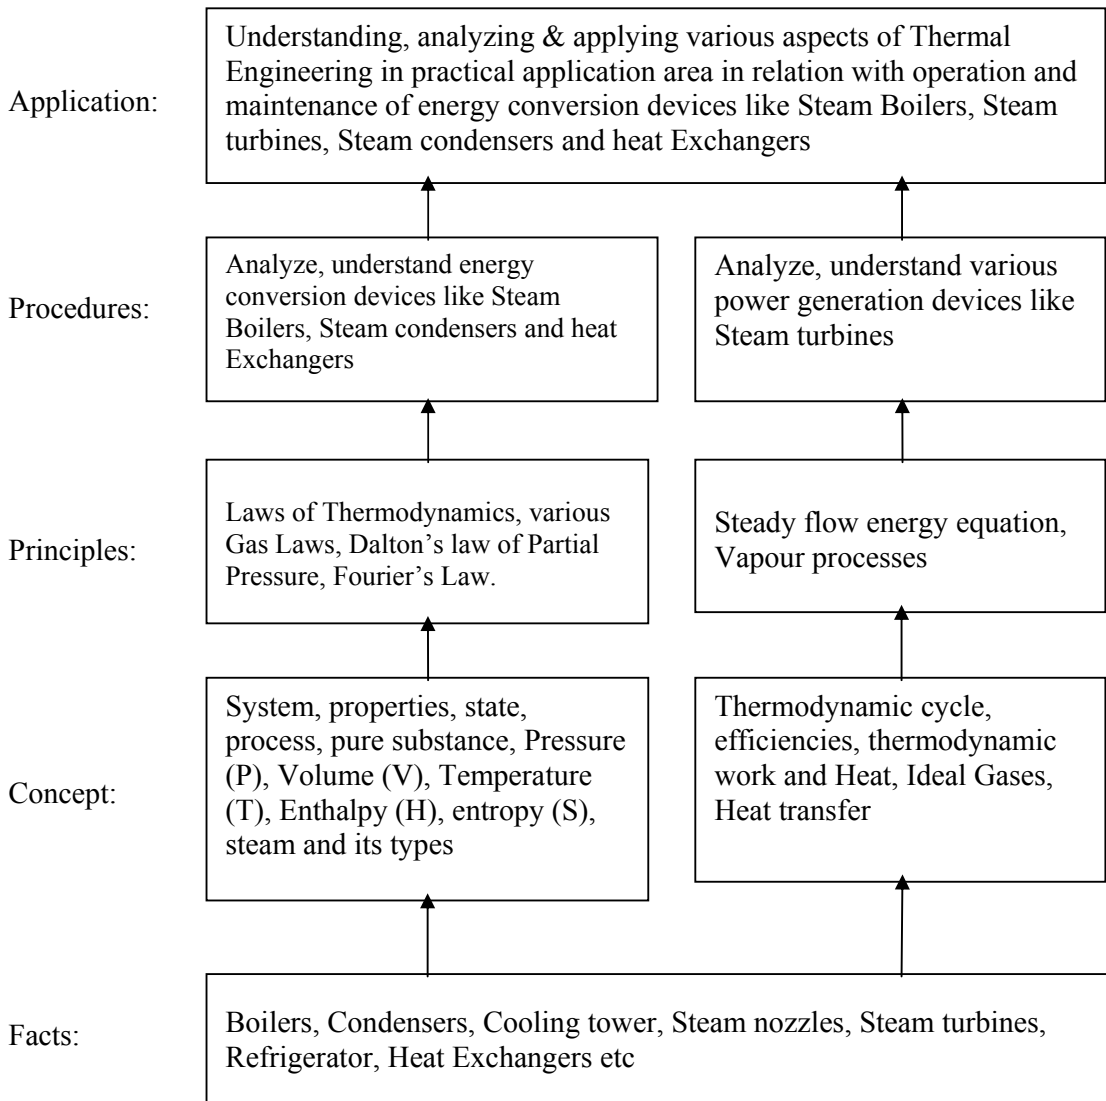 Application:
Understanding, analyzing & applying various aspects of Thermal
Engineering in practical application area in relation with operation and
maintenance of energy conversion devices like Steam Boilers, Steam
turbines, Steam condensers and heat Exchangers
Procedures:
Analyze, understand energy
conversion devices like Steam
Boilers, Steam condensers and heat
Exchangers
Analyze, understand various
power generation devices like
Steam turbines
Principles:
Laws of Thermodynamics, various
Gas Laws, Dalton’s law of Partial
Pressure, Fourier’s Law.
Steady flow energy equation,
Vapour processes
Concept:
System, properties, state,
process, pure substance, Pressure
(P), Volume (V), Temperature
(T), Enthalpy (H), entropy (S),
steam and its types
Thermodynamic cycle,
efficiencies, thermodynamic
work and Heat, Ideal Gases,
Heat transfer
Facts:
Boilers, Condensers, Cooling tower, Steam nozzles, Steam turbines,
Refrigerator, Heat Exchangers etc